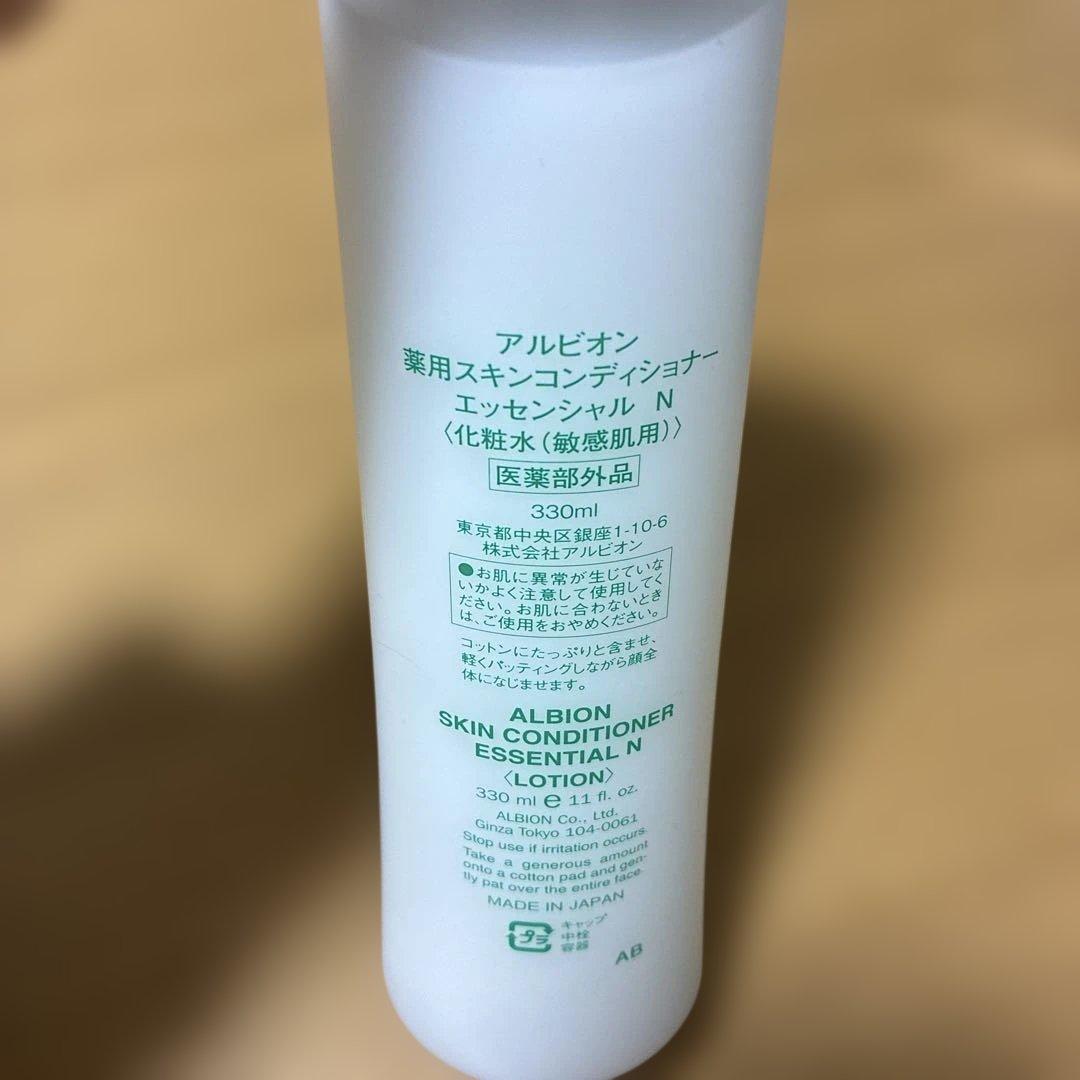 アルビオン
薬用スキンコンディショナー
エッセンシャル N
〈化粧水(敏感肌用)〉
医薬部外品
330ml
東京都中央区銀座1-10-6
株式会社アルビオン
●お肌に異常が生じていな
いかよく注意して使用してく
ださい。お肌に合わないとき
は、ご使用をおやめください。
コットンにたっぷりと含ませ、
軽くパッティングしながら顔全
体になじませます。
ALBION
SKIN CONDITIONER
ESSENTIAL N
〈LOTION〉
330 ml e 11 fl. oz.
ALBION Co., Ltd.
Ginza Tokyo 104-0061
Stop use if irritation occurs.
Take a generous amount
onto a cotton pad and gen-
tly pat over the entire face.
MADE IN JAPAN
プラ
キャップ
中栓
容器
AB